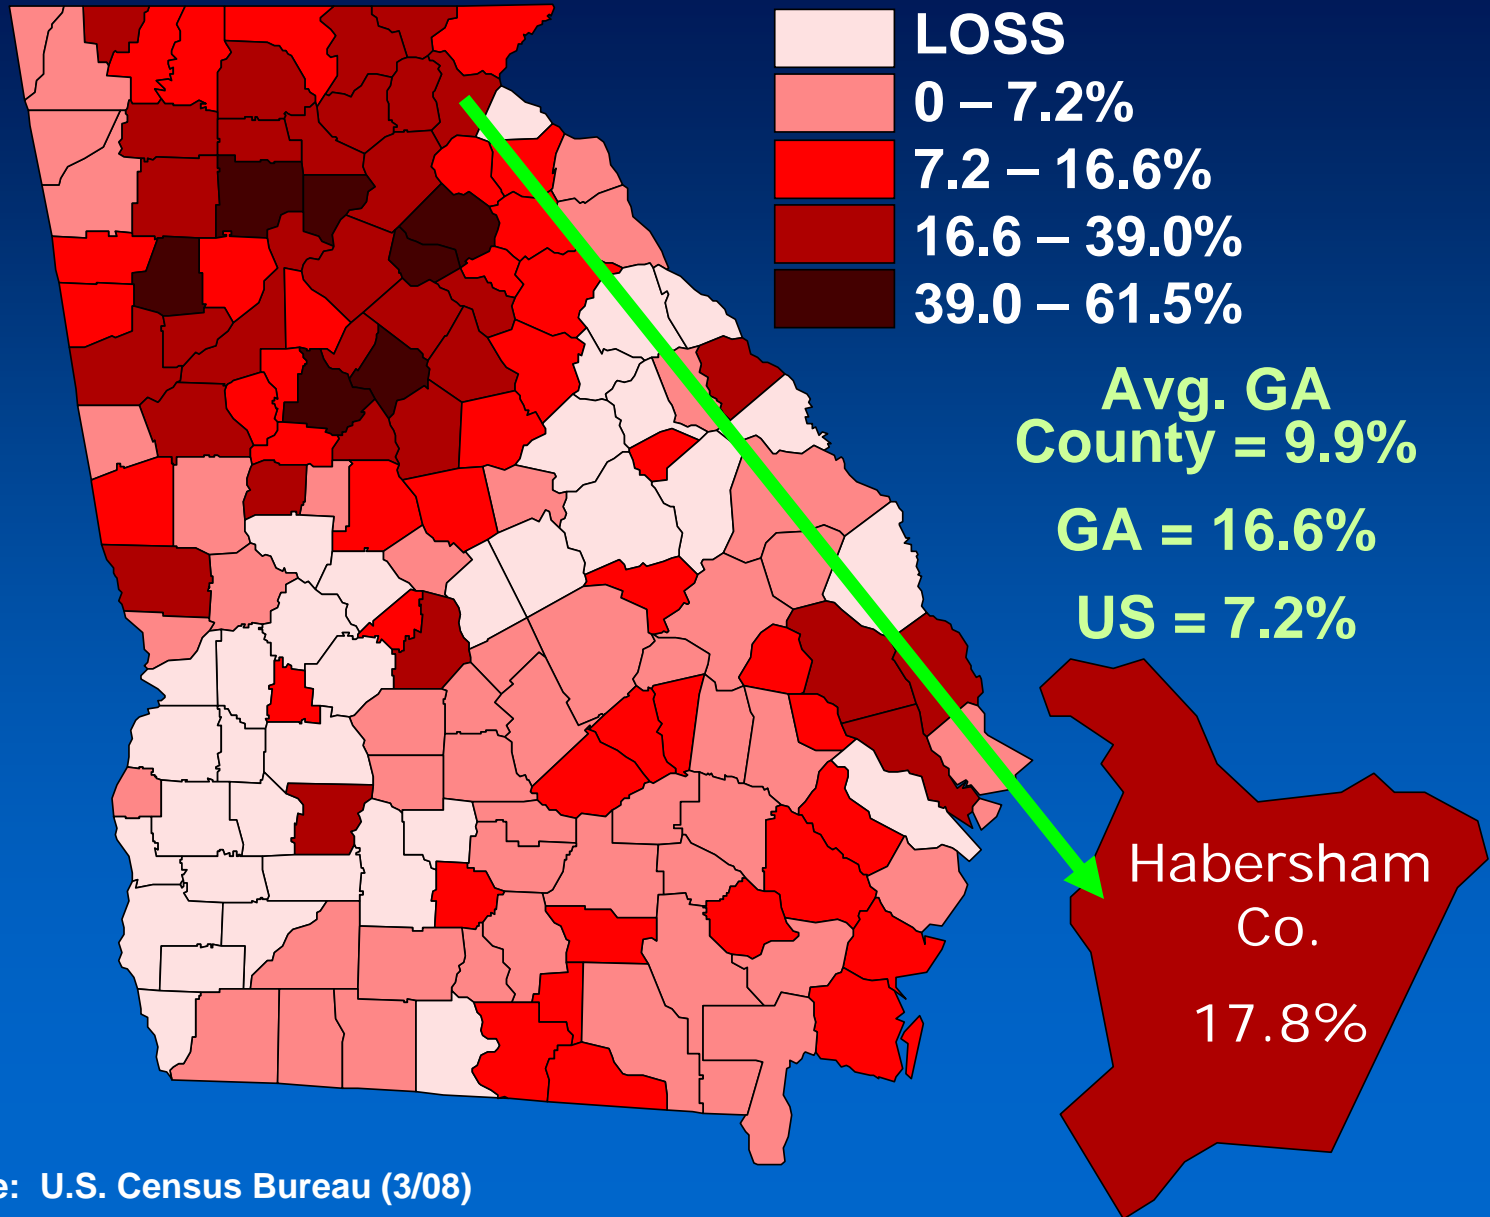 LOSS
0 – 7.2%
7.2 – 16.6%
16.6 – 39.0%
39.0 – 61.5%
Avg. GA
County = 9.9%
GA = 16.6%
US = 7.2%
Habersham
Co.
17.8%
e: U.S. Census Bureau (3/08)